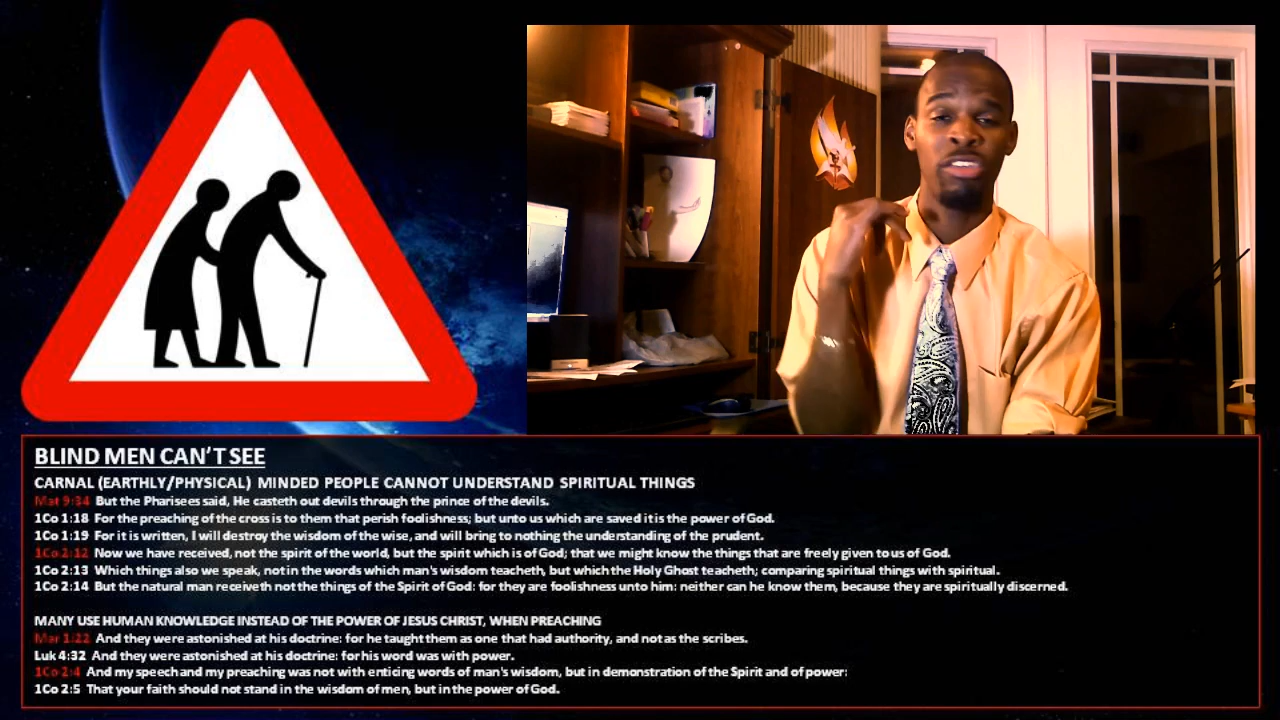 BLIND MEN CAN'T SEE
CARNAL (EARTHLY/PHYSICAL) MINDED PEOPLE CANNOT UNDERSTAND SPIRITUAL THINGS
Mat 9:34 But the Pharisees said, He casteth out devils through the prince of the devils.
1Co 1:18 For the preaching of the cross is to them that perish foolishness; but unto us which are saved it is the power of God.
1Co 1:19 For it is written, I will destroy the wisdom of the wise, and will bring to nothing the understanding of the prudent.
1Co 2:12 Now we have received, not the spirit of the world, but the spirit which is of God; that we might know the things that are freely given to us of God.
1Co 2:13 Which things also we speak, not in the words which man's wisdom teacheth, but which the Holy Ghost teacheth; comparing spiritual things with spiritual.
1Co 2:14 But the natural man receiveth not the things of the Spirit of God: for they are foolishness unto him: neither can he know them, because they are spiritually discerned.
MANY USE HUMAN KNOWLEDGE INSTEAD OF THE POWER OF JESUS CHRIST, WHEN PREACHING
Mar 1:22 And they were astonished at his doctrine: for he taught them as one that had authority, and not as the scribes.
Luk 4:32 And they were astonished at his doctrine: for his word was with power.
1Co 2:4 And my speech and my preaching was not with enticing words of man's wisdom, but in demonstration of the Spirit and of power:
1Co 2:5 That your faith should not stand in the wisdom of men, but in the power of God.